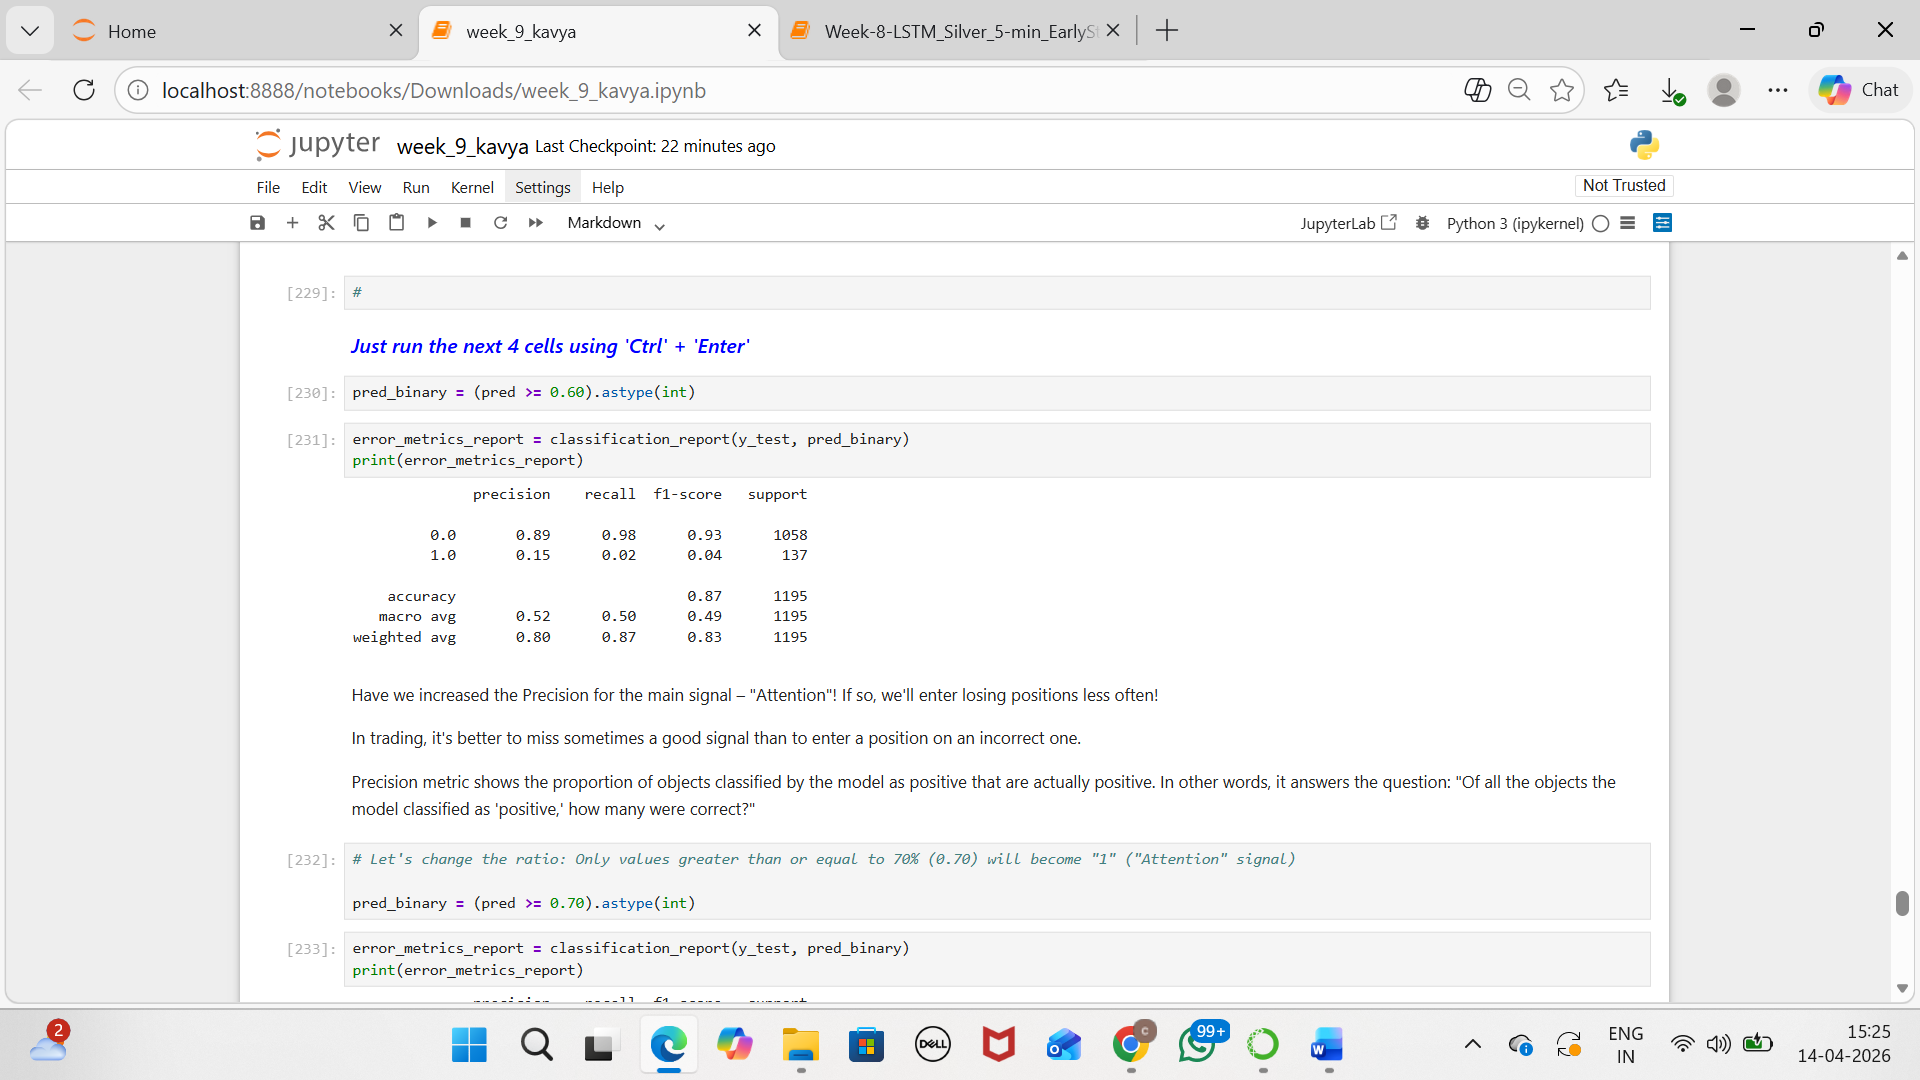 Home
week_9_kavya
Week-8-LSTM_Silver_5-min_EarlySt
localhost:8888/notebooks/Downloads/week_9_kavya.ipynb
Chat
jupyter week_9_kavya Last Checkpoint: 22 minutes ago
File Edit View Run Kernel Settings Help
Not Trusted
Markdown
JupyterLab
Python 3 (ipykernel)
[229]: #
Just run the next 4 cells using 'Ctrl' + 'Enter'
[230]: pred_binary = (pred >= 0.60).astype(int)
[231]: error_metrics_report = classification_report(y_test, pred_binary)
print(error_metrics_report)
precision recall f1-score support
0.0 0.89 0.98 0.93 1058
1.0 0.15 0.02 0.04 137
accuracy 0.87 1195
macro avg 0.52 0.50 0.49 1195
weighted avg 0.80 0.87 0.83 1195
Have we increased the Precision for the main signal – "Attention"! If so, we'll enter losing positions less often!
In trading, it's better to miss sometimes a good signal than to enter a position on an incorrect one.
Precision metric shows the proportion of objects classified by the model as positive that are actually positive. In other words, it answers the question: "Of all the objects the
model classified as 'positive,' how many were correct?"
[232]: # Let's change the ratio: Only values greater than or equal to 70% (0.70) will become "1" ("Attention" signal)
pred_binary = (pred >= 0.70).astype(int)
[233]: error_metrics_report = classification_report(y_test, pred_binary)
print(error_metrics_report)
precision recall f1-score support
2
DELL
C
99+
W
ENG
IN
15:25
14-04-2026